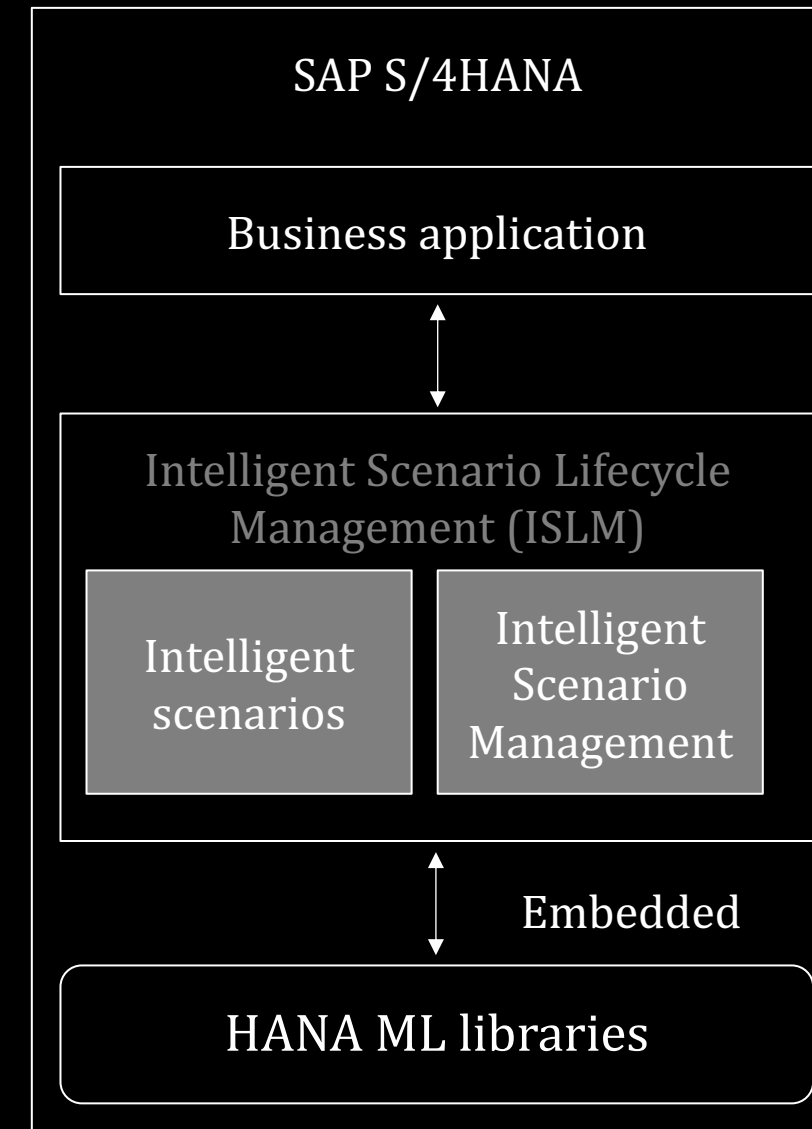 SAP S/4HANA
Business application
Intelligent Scenario Lifecycle
Management (ISLM)
Intelligent
scenarios
Intelligent
Scenario
Management
Embedded
HANA ML libraries